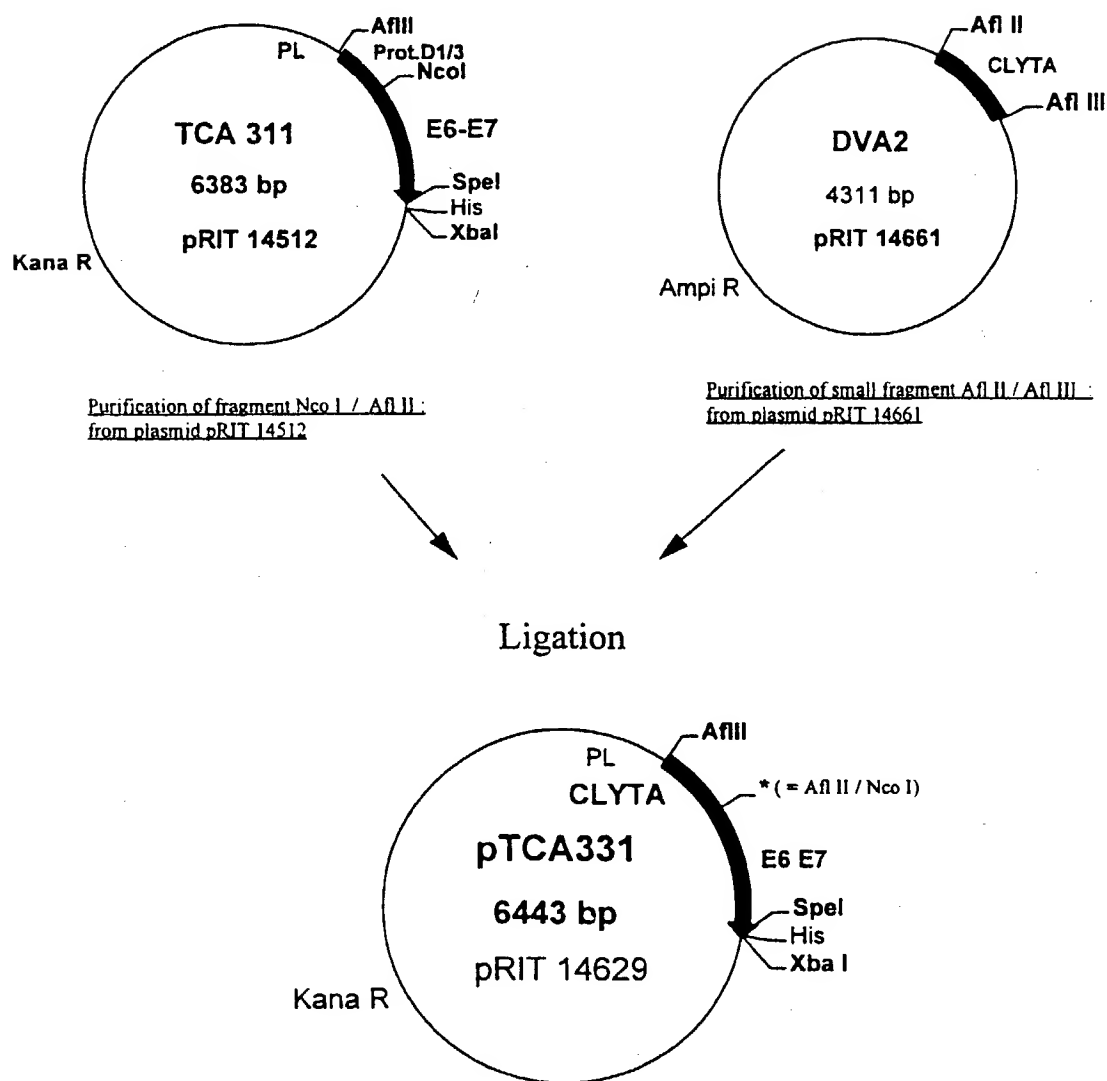 AflII
PL
Prot.D1/3
NcoI
TCA 311
E6-E7
6383 bp
SpeI
His
pRIT 14512
XbaI
Kana R
Afl II
CLYTA
Afl III
DVA2
4311 bp
pRIT 14661
Ampi R
Purification of fragment Nco I / Afl II :
from plasmid pRIT 14512
Purification of small fragment Afl II / Afl III :
from plasmid pRIT 14661
Ligation
AflII
PL
CLYTA
* ( = Afl II / Nco I)
pTCA331
E6 E7
6443 bp
SpeI
His
pRIT 14629
Xba I
Kana R